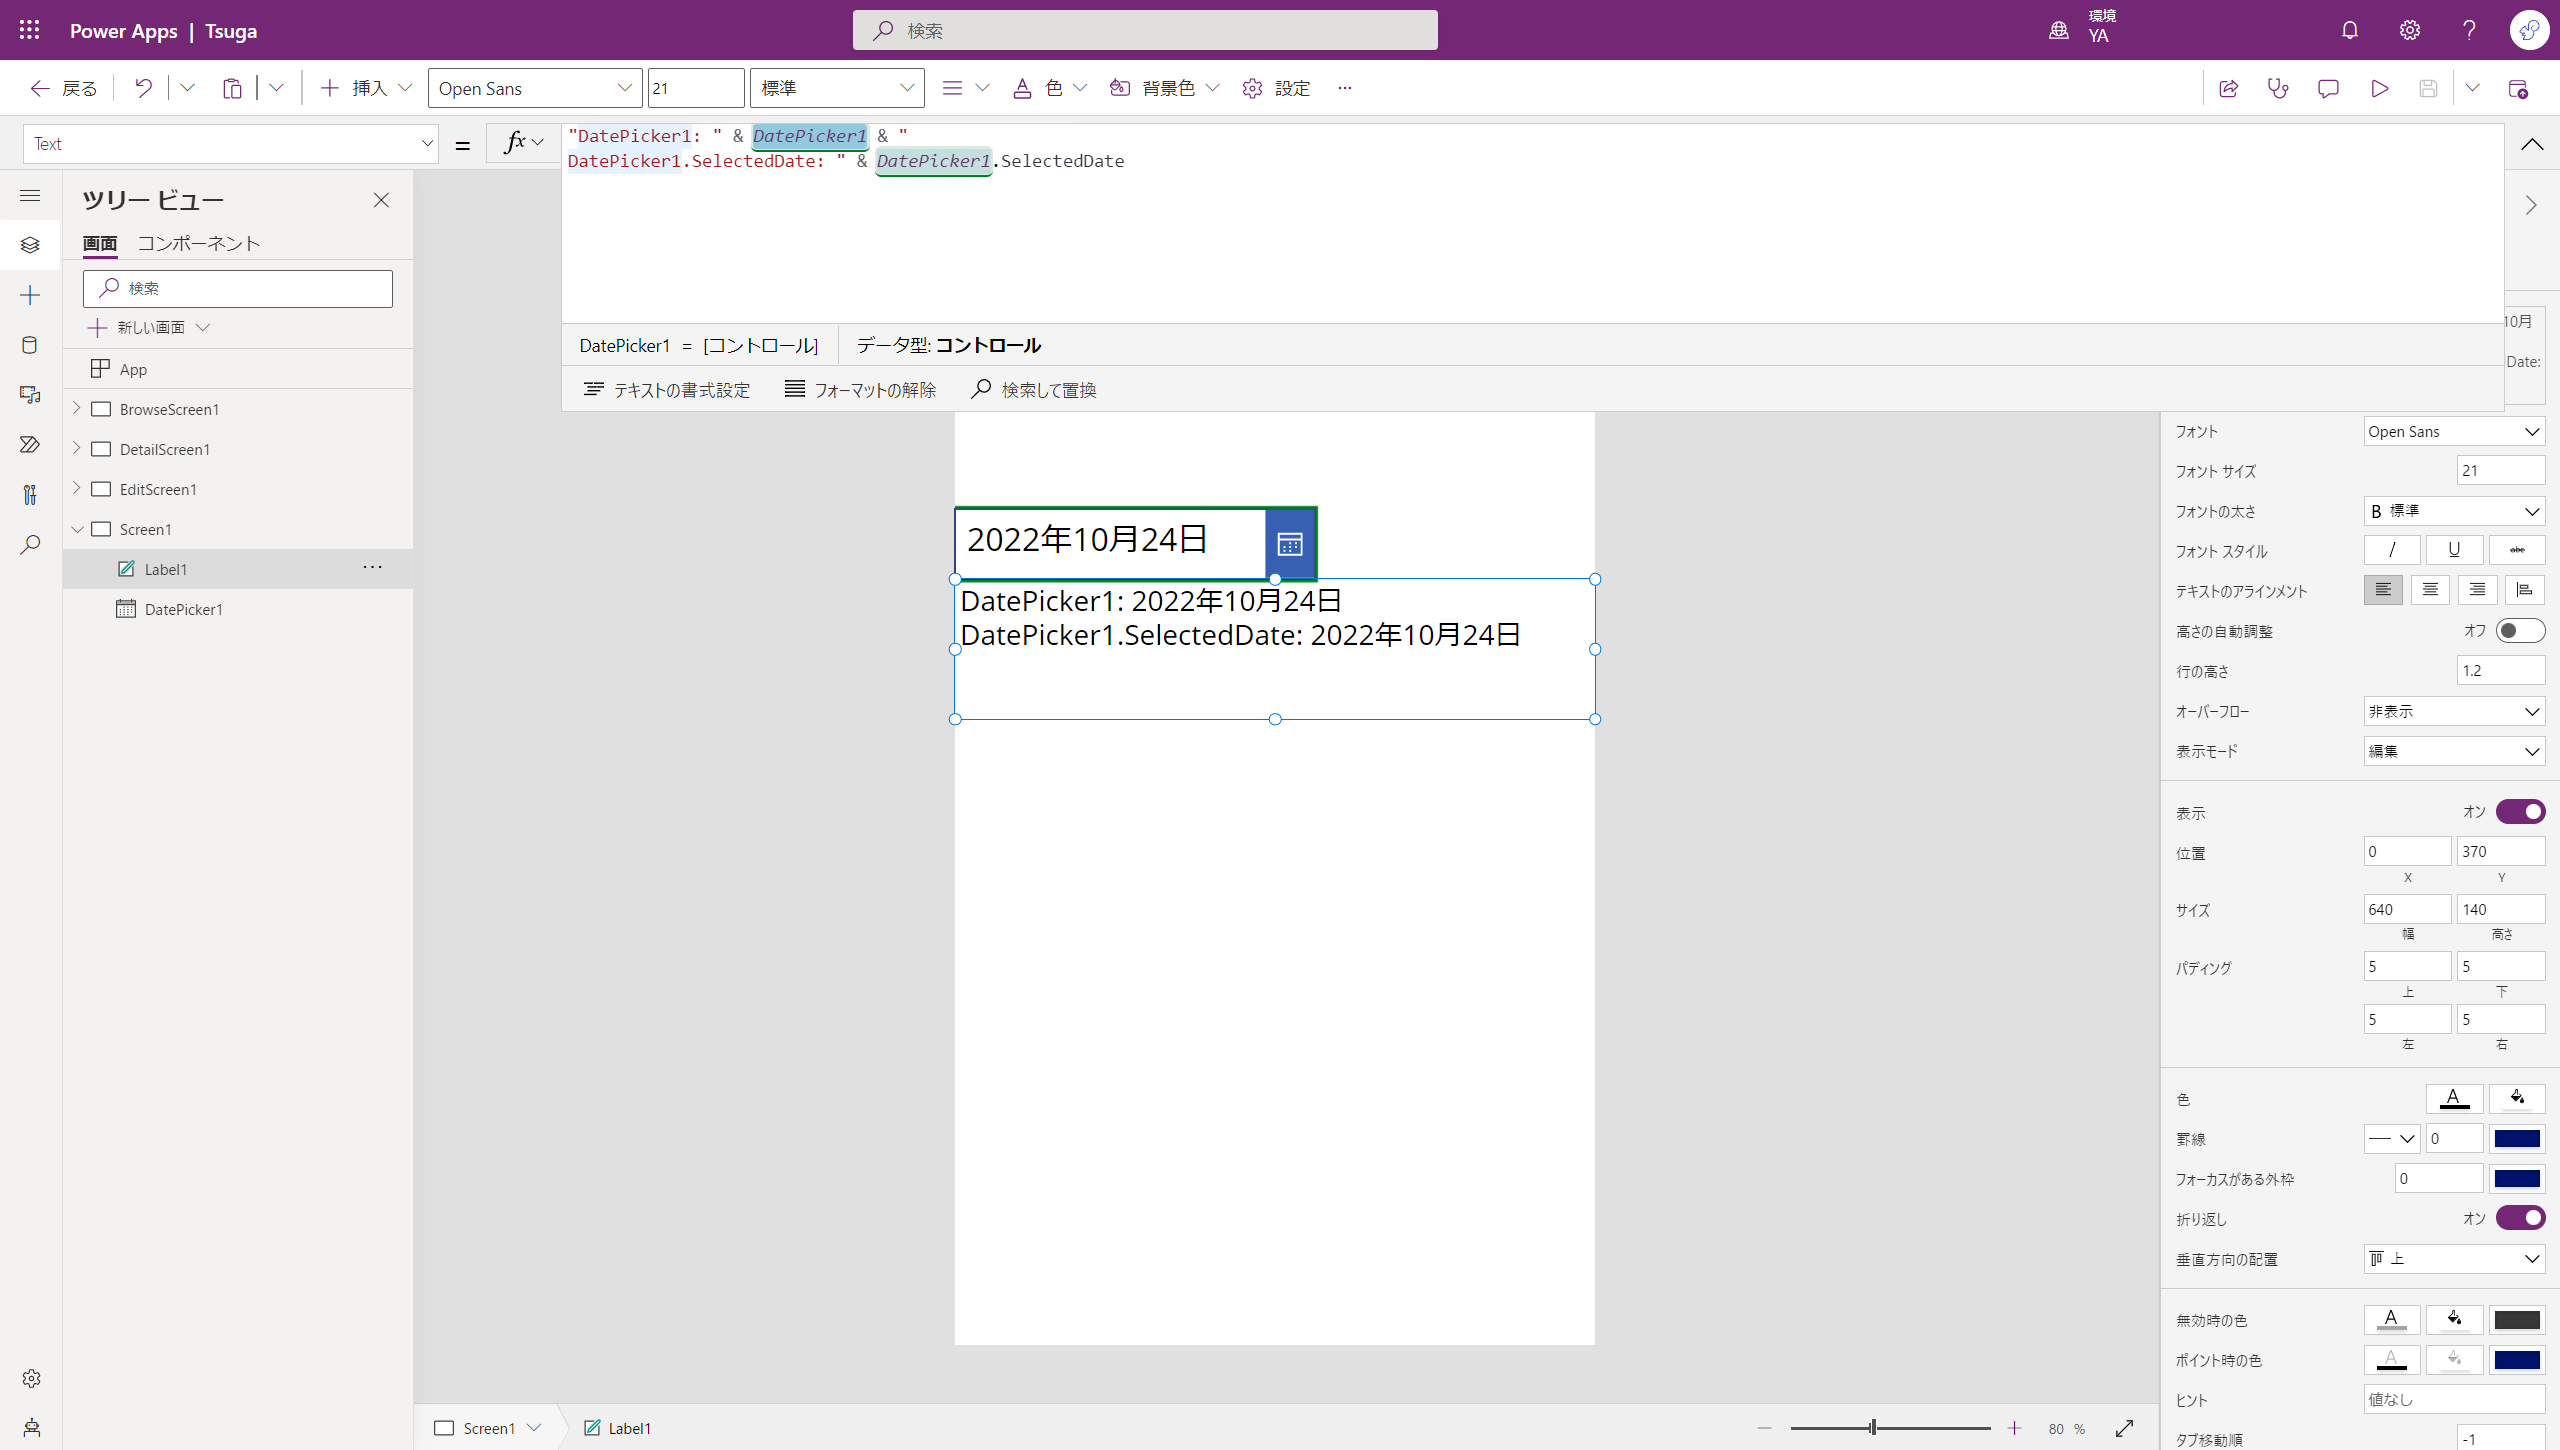 Power Apps | Tsuga
検索
環境
YA
戻る
挿入
Open Sans
21
標準
色
背景色
設定
Text
=
fx
"DatePicker1: " & DatePicker1 & "
DatePicker1.SelectedDate: " & DatePicker1.SelectedDate
DatePicker1 = [コントロール]
データ型: コントロール
テキストの書式設定
フォーマットの解除
検索して置換
ツリー ビュー
画面
コンポーネント
検索
新しい画面
App
BrowseScreen1
DetailScreen1
EditScreen1
Screen1
Label1
DatePicker1
2022年10月24日
DatePicker1: 2022年10月24日
DatePicker1.SelectedDate: 2022年10月24日
10月
Date:
フォント
Open Sans
フォント サイズ
21
フォントの太さ
B 標準
フォント スタイル
/ U abc
テキストのアラインメント
高さの自動調整
オフ
行の高さ
1.2
オーバーフロー
非表示
表示モード
編集
表示
オン
位置
0 370
X Y
サイズ
640 140
幅 高さ
パディング
5 5
上 下
5 5
左 右
色
A
罫線
0
フォーカスがある外枠
0
折り返し
オン
垂直方向の配置
上
無効時の色
A
ポイント時の色
A
ヒント
値なし
タブ移動順
-1
Screen1
Label1
80 %